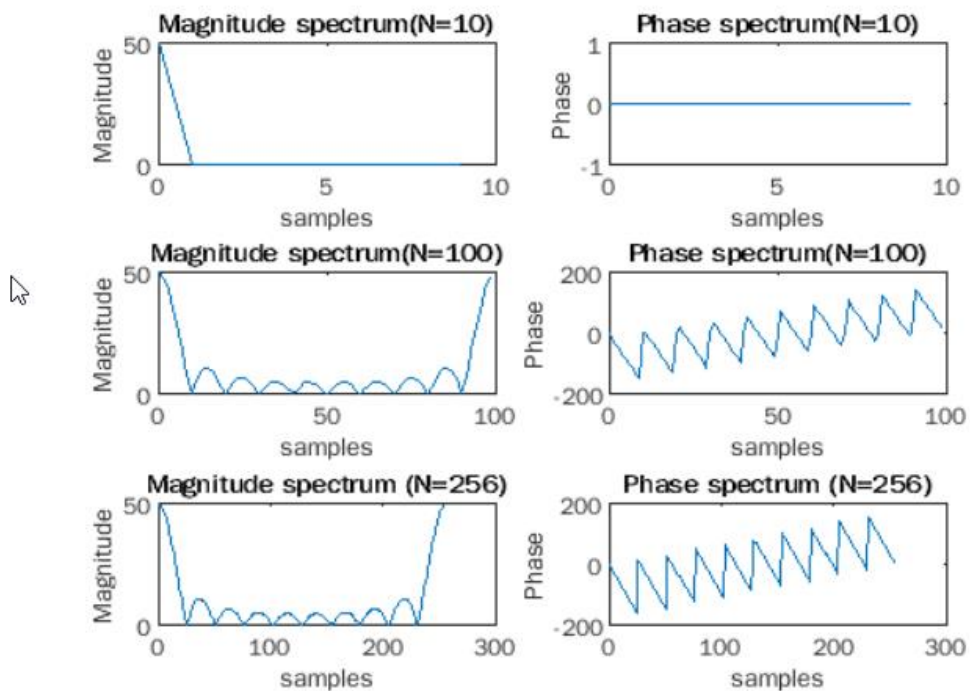 Magnitude spectrum(N=10)
50
Magnitude
0
0 5 10
samples
Phase spectrum(N=10)
1
Phase
0
-1
0 5 10
samples
Magnitude spectrum(N=100)
50
Magnitude
0
0 50 100
samples
Phase spectrum(N=100)
200
Phase
0
-200
0 50 100
samples
Magnitude spectrum (N=256)
50
Magnitude
0
0 100 200 300
samples
Phase spectrum (N=256)
200
Phase
0
-200
0 100 200 300
samples